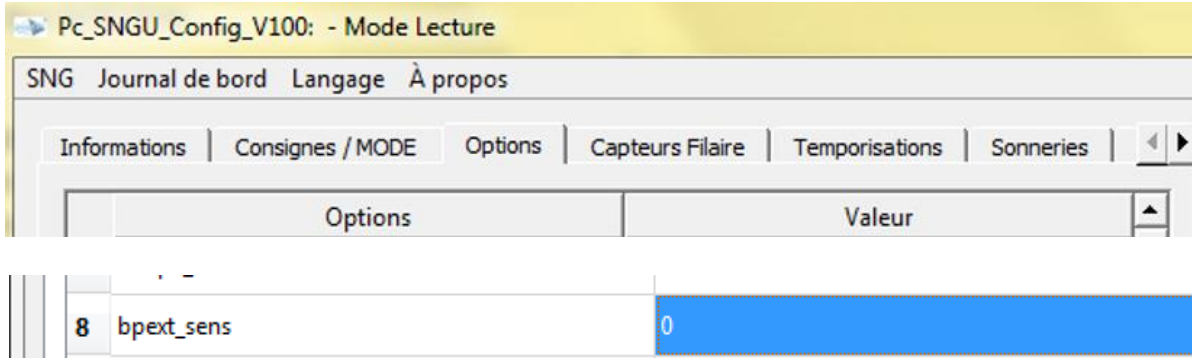 Pc_SNGU_Config_V100: - Mode Lecture
SNG Journal de bord Langage À propos
Informations Consignes / MODE Options Capteurs Filaire Temporisations Sonneries
Options Valeur
8 bpext_sens 0